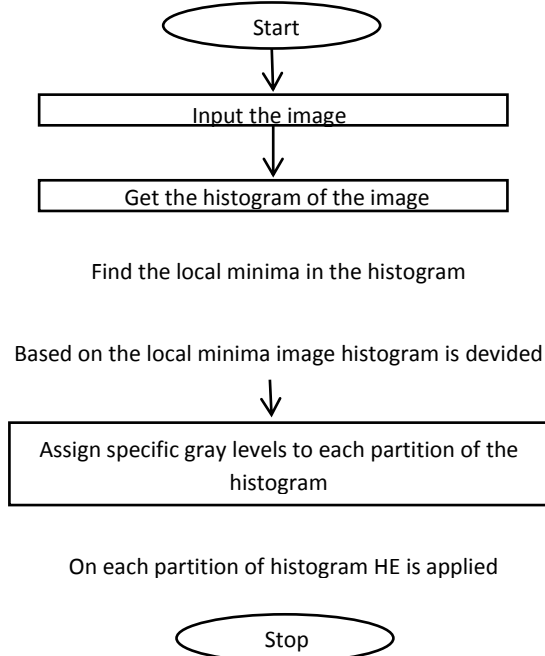 Start
Input the image
Get the histogram of the image
Find the local minima in the histogram
Based on the local minima image histogram is devided
Assign specific gray levels to each partition of the
histogram
On each partition of histogram HE is applied
Stop